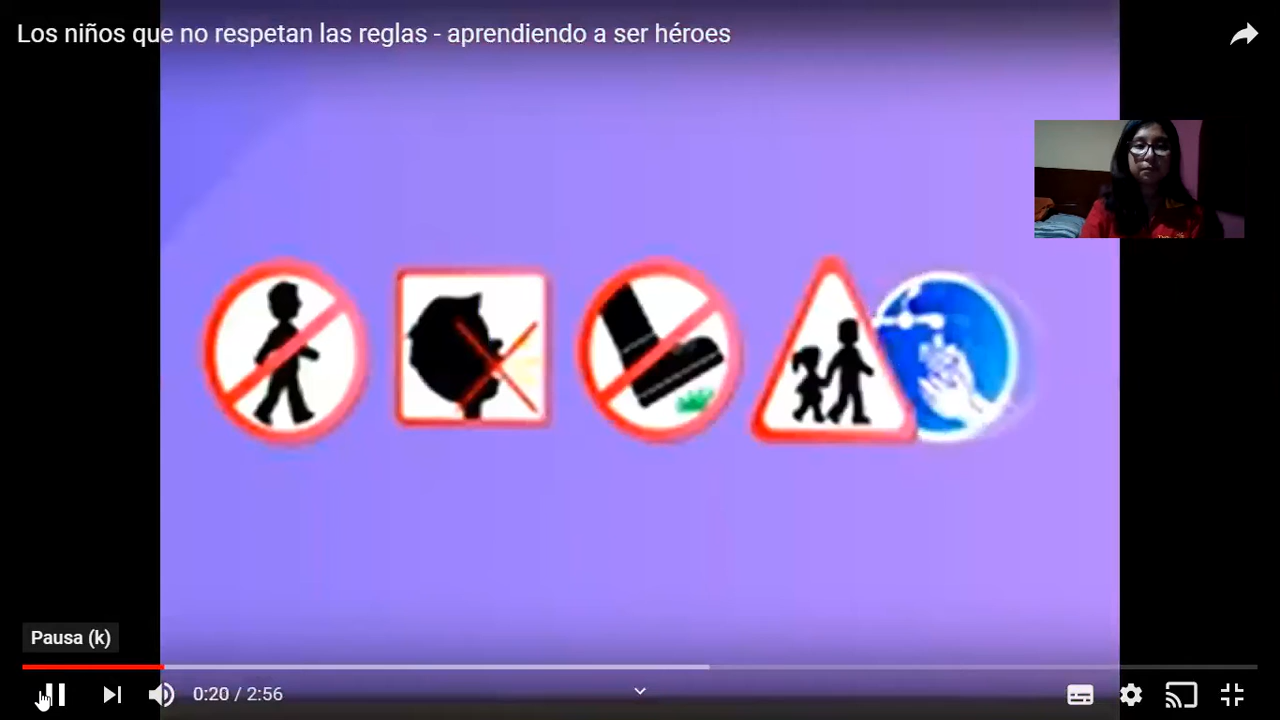 Los niños que no respetan las reglas - aprendiendo a ser héroes
Pausa (k)
0:20 / 2:56